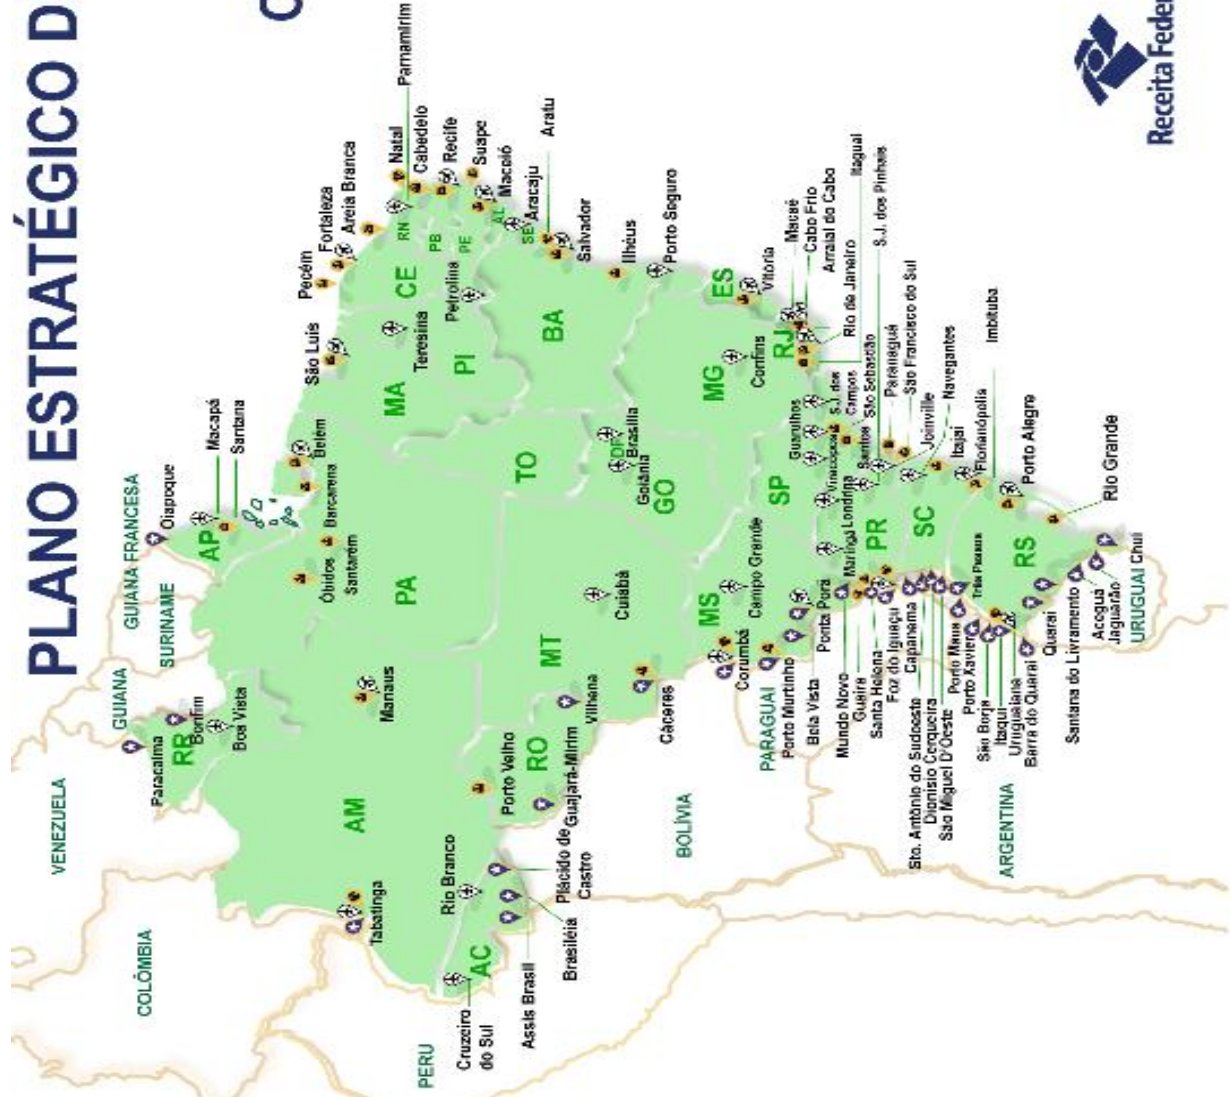 PLANO ESTRATÉGICO D
C
Receita Feder
VENEZUELA
GUIANA
SURINAME
GUIANA FRANCESA
COLÔMBIA
PERU
BOLÍVIA
PARAGUAI
ARGENTINA
URUGUAI
Oiapoque
Macapá
Santana
AP
Pacaraima
Bonfim
Boa Vista
RR
Óbidos
Santarém
Barcarena
Belém
PA
São Luis
MA
Pecém
Fortaleza
Areia Branca
CE
Teresina
PI
Natal
Parnamirim
RN
Cabedelo
PB
Recife
Suape
PE
Petrolina
Maceió
AL
Aracaju
SE
Aratu
Salvador
Ilhéus
Porto Seguro
BA
TO
Manaus
Tabatinga
AM
Rio Branco
Cruzeiro
do Sul
AC
Assis Brasil
Brasiléia
Plácido de
Castro
Porto Velho
Guajará-Mirim
Vilhena
RO
MT
Cuiabá
Cáceres
DF
Brasília
Goiânia
GO
MG
Confins
ES
Vitória
Macaé
Cabo Frio
Arraial do Cabo
Rio de Janeiro
Itaguaí
RJ
Guarulhos
Viracopos
S.J. dos
Campos
São Sebastião
Santos
SP
MS
Campo Grande
Corumbá
Porto Murtinho
Bela Vista
Ponta Porã
Mundo Novo
Guaíra
Santa Helena
Foz do Iguaçu
Maringá
Londrina
PR
S.J. dos Pinhais
Paranaguá
São Francisco do Sul
Joinville
Navegantes
Itajaí
Florianópolis
Imbituba
SC
Capanema
Sto. Antônio do Sudoeste
Dionísio Cerqueira
São Miguel D'Oeste
Três Passos
Porto Mauá
Porto Xavier
São Borja
Itaqui
Uruguaiana
Barra do Quaraí
Quaraí
Santana do Livramento
Aceguá
Jaguarão
Chuí
RS
Porto Alegre
Rio Grande